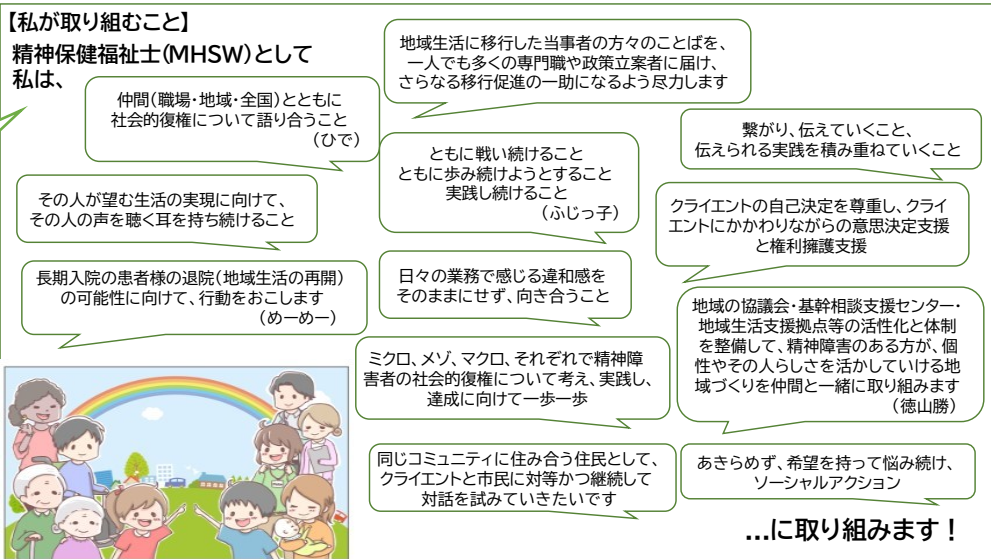 【私が取り組むこと】
精神保健福祉士(MHSW)として
私は、
地域生活に移行した当事者の方々のことばを、
一人でも多くの専門職や政策立案者に届け、
さらなる移行促進の一助になるよう尽力します
仲間(職場・地域・全国)とともに
社会的復権について語り合うこと
(ひで)
ともに戦い続けること
ともに歩み続けようとすること
実践し続けること
(ふじっ子)
繋がり、伝えていくこと、
伝えられる実践を積み重ねていくこと
その人が望む生活の実現に向けて、
その人の声を聴く耳を持ち続けること
クライエントの自己決定を尊重し、クライ
エントにかかわりながらの意思決定支援
と権利擁護支援
長期入院の患者様の退院(地域生活の再開)
の可能性に向けて、行動をおこします
(めーめー)
日々の業務で感じる違和感を
そのままにせず、向き合うこと
地域の協議会・基幹相談支援センター・
地域生活支援拠点等の活性化と体制
を整備して、精神障害のある方が、個
性やその人らしさを活かしていける地
域づくりを仲間と一緒に取り組みます
(徳山勝)
ミクロ、メゾ、マクロ、それぞれで精神障
害者の社会的復権について考え、実践し、
達成に向けて一歩一歩
同じコミュニティに住み合う住民として、
クライエントと市民に対等かつ継続して
対話を試みていきたいです
あきらめず、希望を持って悩み続け、
ソーシャルアクション
…に取り組みます！